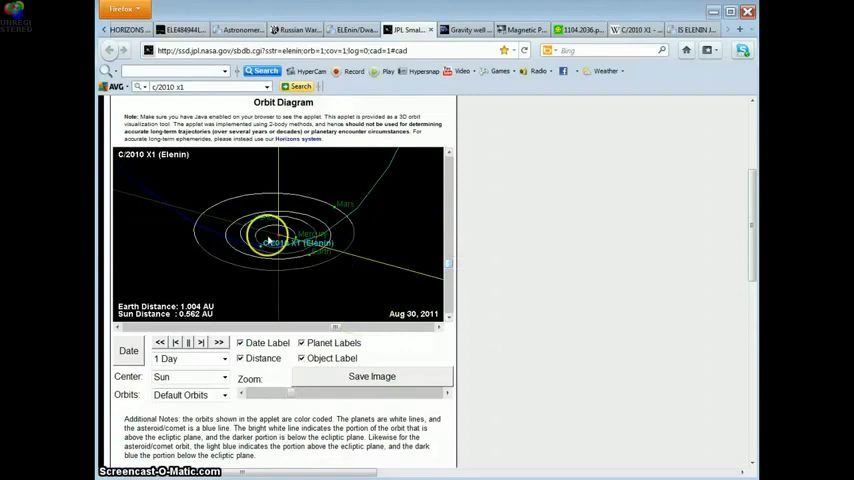 UNREGI
STERED
Firefox
HORIZONS
ELE484944L
Astronomer...
ELEnin/Dwa...
Russian War...
JPL Smal...
Gravity well ...
Magnetic P...
1104.2036.p...
C/2010 X1 - ...
IS ELENIN J
http://ssd.jpl.nasa.gov/sbdb.cgi?sstr=elenin;orb=1;cov=1;log=0;cad=1#cad
Bing
Search
HyperCam
Record
Play
Hypersnap
Video
Games
Radio
Weather
AVG
c/2010 x1
Search
Orbit Diagram
Note: Make sure you have Java enabled on your browser to see the applet. This applet is provided as a 3D orbit
visualization tool. The applet was implemented using 2-body methods, and hence should not be used for determining
accurate long-term trajectories (over several years or decades) or planetary encounter circumstances. For
accurate long-term ephemerides, please instead use our Horizons system.
C/2010 X1 (Elenin)
Mars
Mercury
C/2010 X1 (Elenin)
Earth
Earth Distance: 1.004 AU
Sun Distance : 0.562 AU
Aug 30, 2011
Date
<< |< || >| >>
Date Label
Planet Labels
1 Day
Distance
Object Label
Center:
Sun
Zoom:
Save Image
Orbits:
Default Orbits
Additional Notes: the orbits shown in the applet are color coded. The planets are white lines, and
the asteroid/comet is a blue line. The bright white line indicates the portion of the orbit that is
above the ecliptic plane, and the darker portion is below the ecliptic plane. Likewise for the
asteroid/comet orbit, the light blue indicates the portion above the ecliptic plane, and the dark
blue the portion below the ecliptic plane.
Screencast-O-Matic.com